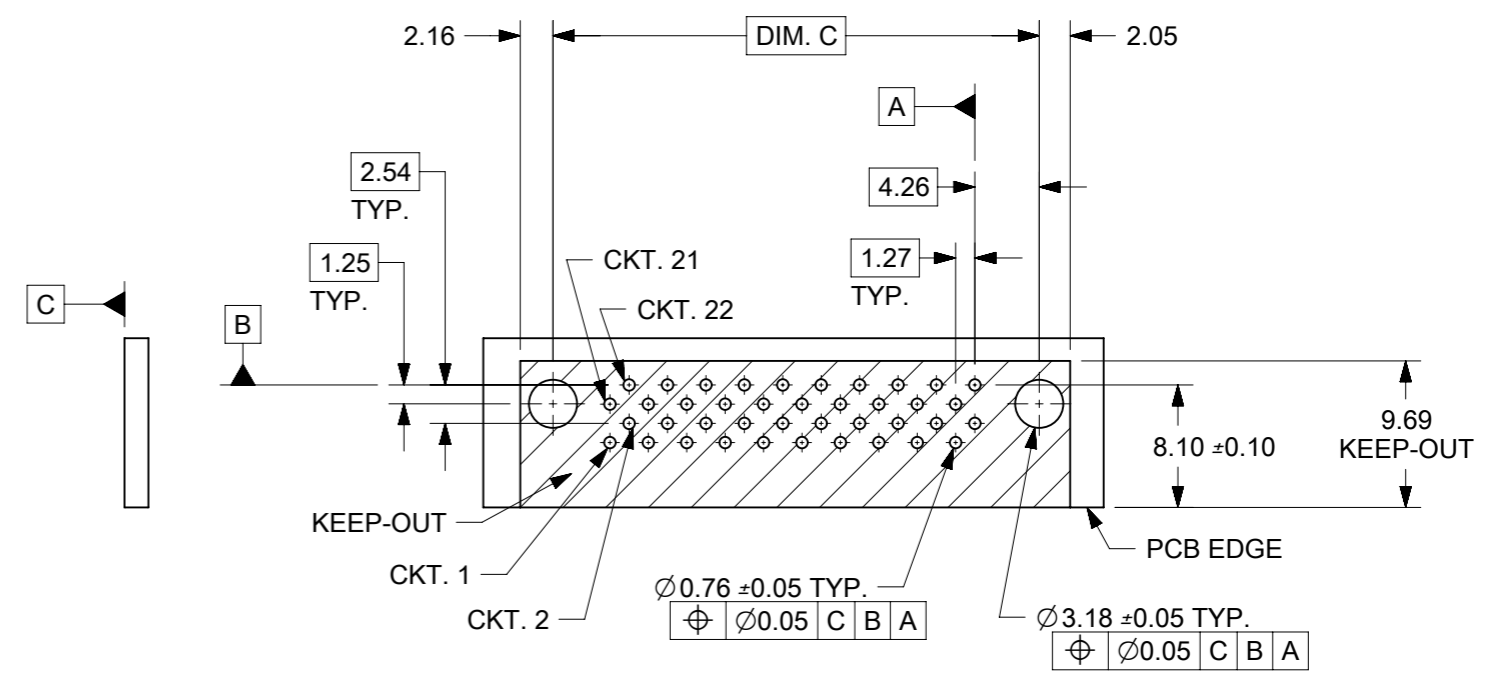 2.16
DIM. C
2.05
A
2.54
TYP.
4.26
1.25
TYP.
CKT. 21
1.27
TYP.
C
B
CKT. 22
9.69
KEEP-OUT
8.10 ±0.10
KEEP-OUT
PCB EDGE
CKT. 1
∅0.76 ±0.05 TYP.
⌖ ∅0.05 C B A
CKT. 2
∅3.18 ±0.05 TYP.
⌖ ∅0.05 C B A